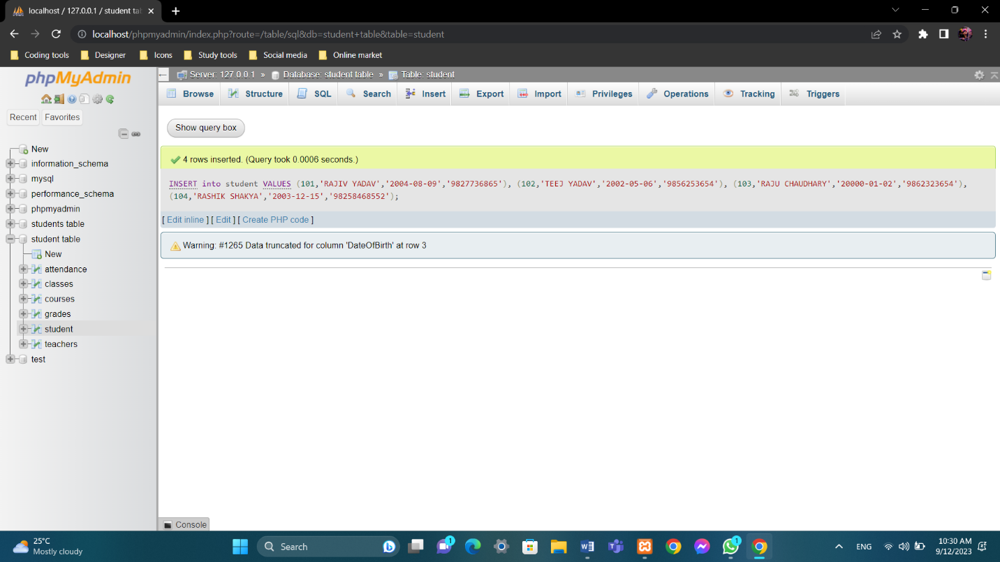 localhost / 127.0.0.1 / student tal
localhost/phpmyadmin/index.php?route=/table/sql&db=student+table&table=student
Coding tools Designer Icons Study tools Social media Online market
phpMyAdmin
Server: 127.0.0.1 » Database: student table » Table: student
Browse Structure SQL Search Insert Export Import Privileges Operations Tracking Triggers
Recent Favorites
Show query box
New
information_schema
mysql
performance_schema
phpmyadmin
students table
student table
New
attendance
classes
courses
grades
student
teachers
test
4 rows inserted. (Query took 0.0006 seconds.)
INSERT into student VALUES (101,'RAJIV YADAV','2004-08-09','9827736865'), (102,'TEEJ YADAV','2002-05-06','9856253654'), (103,'RAJU CHAUDHARY','20000-01-02','9862323654'),
(104,'RASHIK SHAKYA','2003-12-15','98258468552');
[ Edit inline ] [ Edit ] [ Create PHP code ]
Warning: #1265 Data truncated for column 'DateOfBirth' at row 3
Console
25°C
Mostly cloudy
Search
1
1
ENG
10:30 AM
9/12/2023